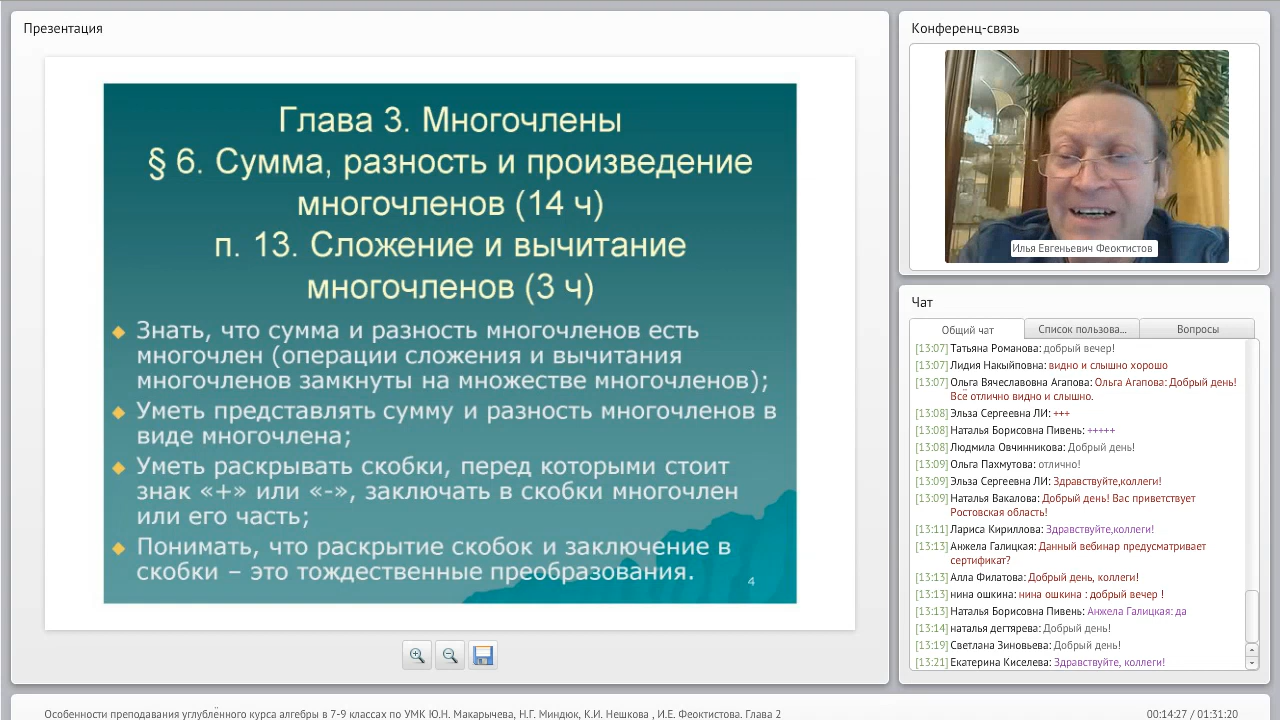 Презентация
Глава 3. Многочлены
§ 6. Сумма, разность и произведение
многочленов (14 ч)
п. 13. Сложение и вычитание
многочленов (3 ч)
Знать, что сумма и разность многочленов есть
многочлен (операции сложения и вычитания
многочленов замкнуты на множестве многочленов);
Уметь представлять сумму и разность многочленов в
виде многочлена;
Уметь раскрывать скобки, перед которыми стоит
знак «+» или «-», заключать в скобки многочлен
или его часть;
Понимать, что раскрытие скобок и заключение в
скобки – это тождественные преобразования.
4
Конференц-связь
Илья Евгеньевич Феоктистов
Чат
Общий чат
Список пользова...
Вопросы
[13:07] Татьяна Романова: добрый вечер!
[13:07] Лидия Накыйповна: видно и слышно хорошо
[13:07] Ольга Вячеславовна Агапова: Ольга Агапова: Добрый день!
Всё отлично видно и слышно.
[13:08] Эльза Сергеевна ЛИ: +++
[13:08] Наталья Борисовна Пивень: +++++
[13:08] Людмила Овчинникова: Добрый день!
[13:09] Ольга Пахмутова: отлично!
[13:09] Эльза Сергеевна ЛИ: Здравствуйте,коллеги!
[13:09] Наталья Вакалова: Добрый день! Вас приветствует
Ростовская область!
[13:11] Лариса Кириллова: Здравствуйте,коллеги!
[13:13] Анжела Галицкая: Данный вебинар предусматривает
сертификат?
[13:13] Алла Филатова: Добрый день, коллеги!
[13:13] нина ошкина: нина ошкина : добрый вечер !
[13:13] Наталья Борисовна Пивень: Анжела Галицкая: да
[13:14] наталья дегтярева: Добрый день!
[13:19] Светлана Зиновьева: Добрый день!
[13:21] Екатерина Киселева: Здравствуйте, коллеги!
Особенности преподавания углублённого курса алгебры в 7-9 классах по УМК Ю.Н. Макарычева, Н.Г. Миндюк, К.И. Нешкова , И.Е. Феоктистова. Глава 2
00:14:27 / 01:31:20